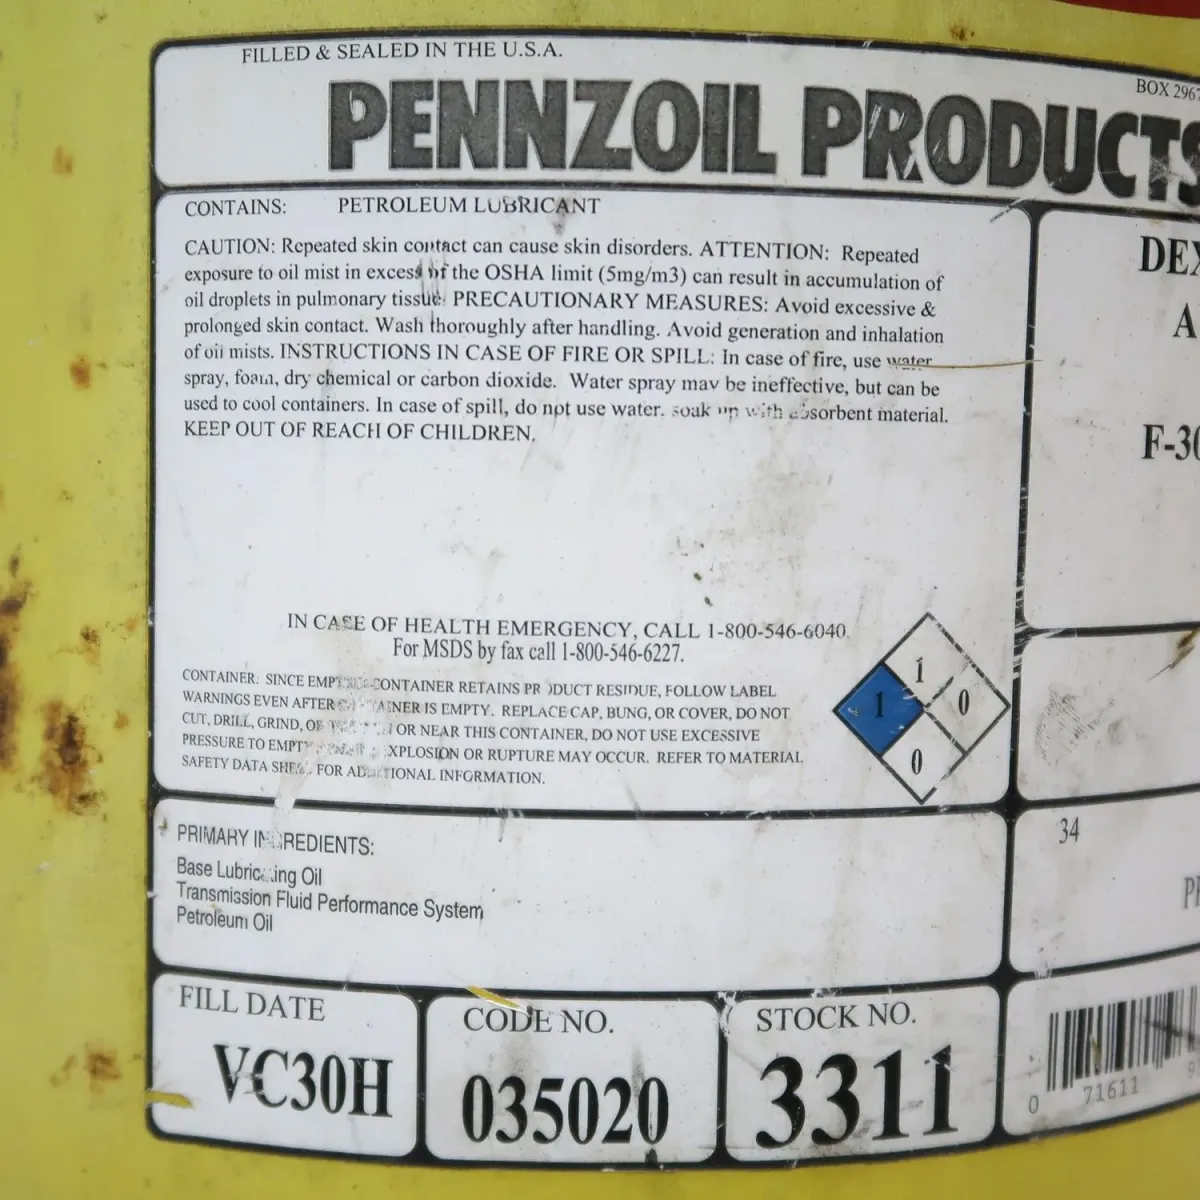 FILLED & SEALED IN THE U.S.A.
BOX 2967
PENNZOIL PRODUCTS
CONTAINS: PETROLEUM LUBRICANT
CAUTION: Repeated skin contact can cause skin disorders. ATTENTION: Repeated
exposure to oil mist in excess of the OSHA limit (5mg/m3) can result in accumulation of
oil droplets in pulmonary tissue. PRECAUTIONARY MEASURES: Avoid excessive &
prolonged skin contact. Wash thoroughly after handling. Avoid generation and inhalation
of oil mists. INSTRUCTIONS IN CASE OF FIRE OR SPILL: In case of fire, use water
spray, foam, dry chemical or carbon dioxide. Water spray may be ineffective, but can be
used to cool containers. In case of spill, do not use water. soak up with absorbent material.
KEEP OUT OF REACH OF CHILDREN.
IN CASE OF HEALTH EMERGENCY, CALL 1-800-546-6040.
For MSDS by fax call 1-800-546-6227.
CONTAINER: SINCE CONTAINER RETAINS PRODUCT RESIDUE, FOLLOW LABEL
WARNINGS EVEN AFTER CONTAINER IS EMPTY. REPLACE CAP, BUNG, OR COVER, DO NOT
CUT, DRILL, GRIND, OR ON OR NEAR THIS CONTAINER, DO NOT USE EXCESSIVE
PRESSURE TO EMPTY EXPLOSION OR RUPTURE MAY OCCUR. REFER TO MATERIAL
SAFETY DATA SHEET FOR ADDITIONAL INFORMATION.
1
1
0
0
PRIMARY INGREDIENTS:
Base Lubricating Oil
Transmission Fluid Performance System
Petroleum Oil
FILL DATE
VC30H
CODE NO.
035020
STOCK NO.
3311
DEX
A
F-30
34
0 71611